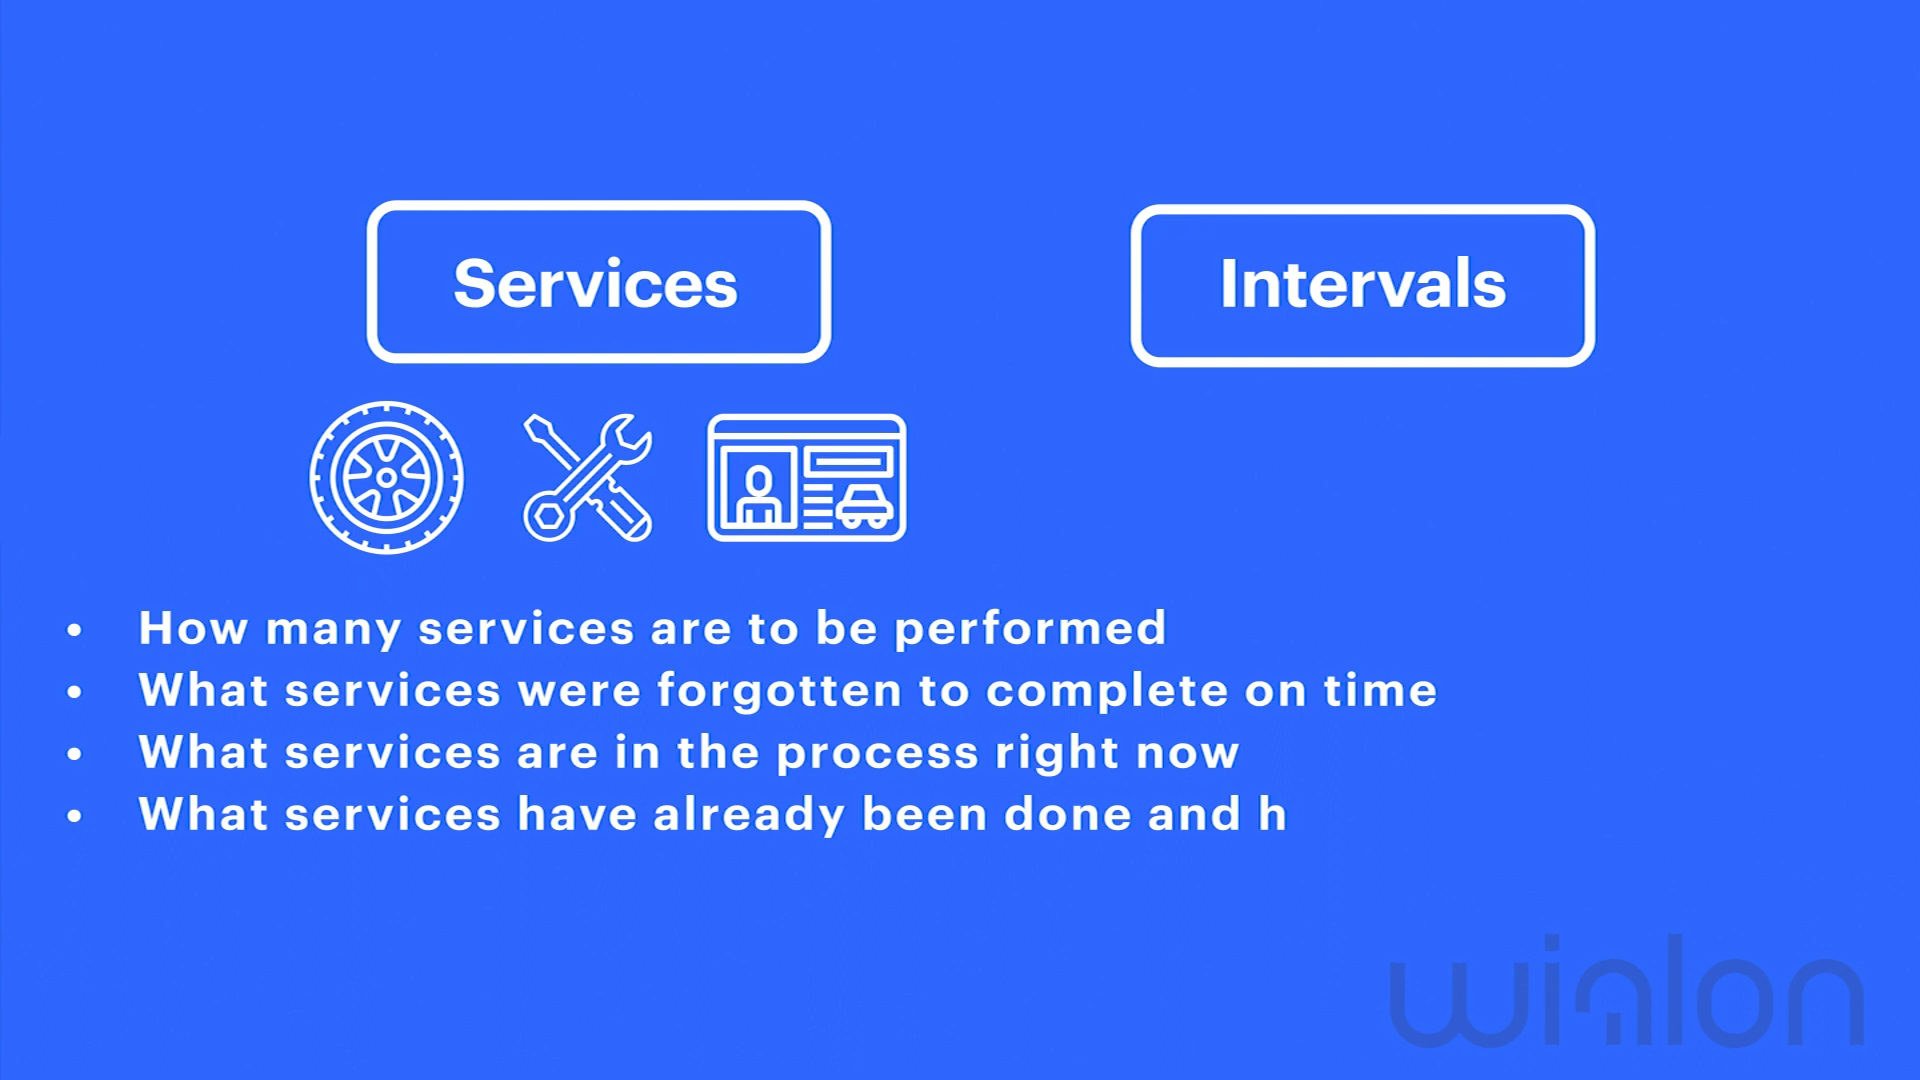 Services
Intervals
• How many services are to be performed
• What services were forgotten to complete on time
• What services are in the process right now
• What services have already been done and h
wialon